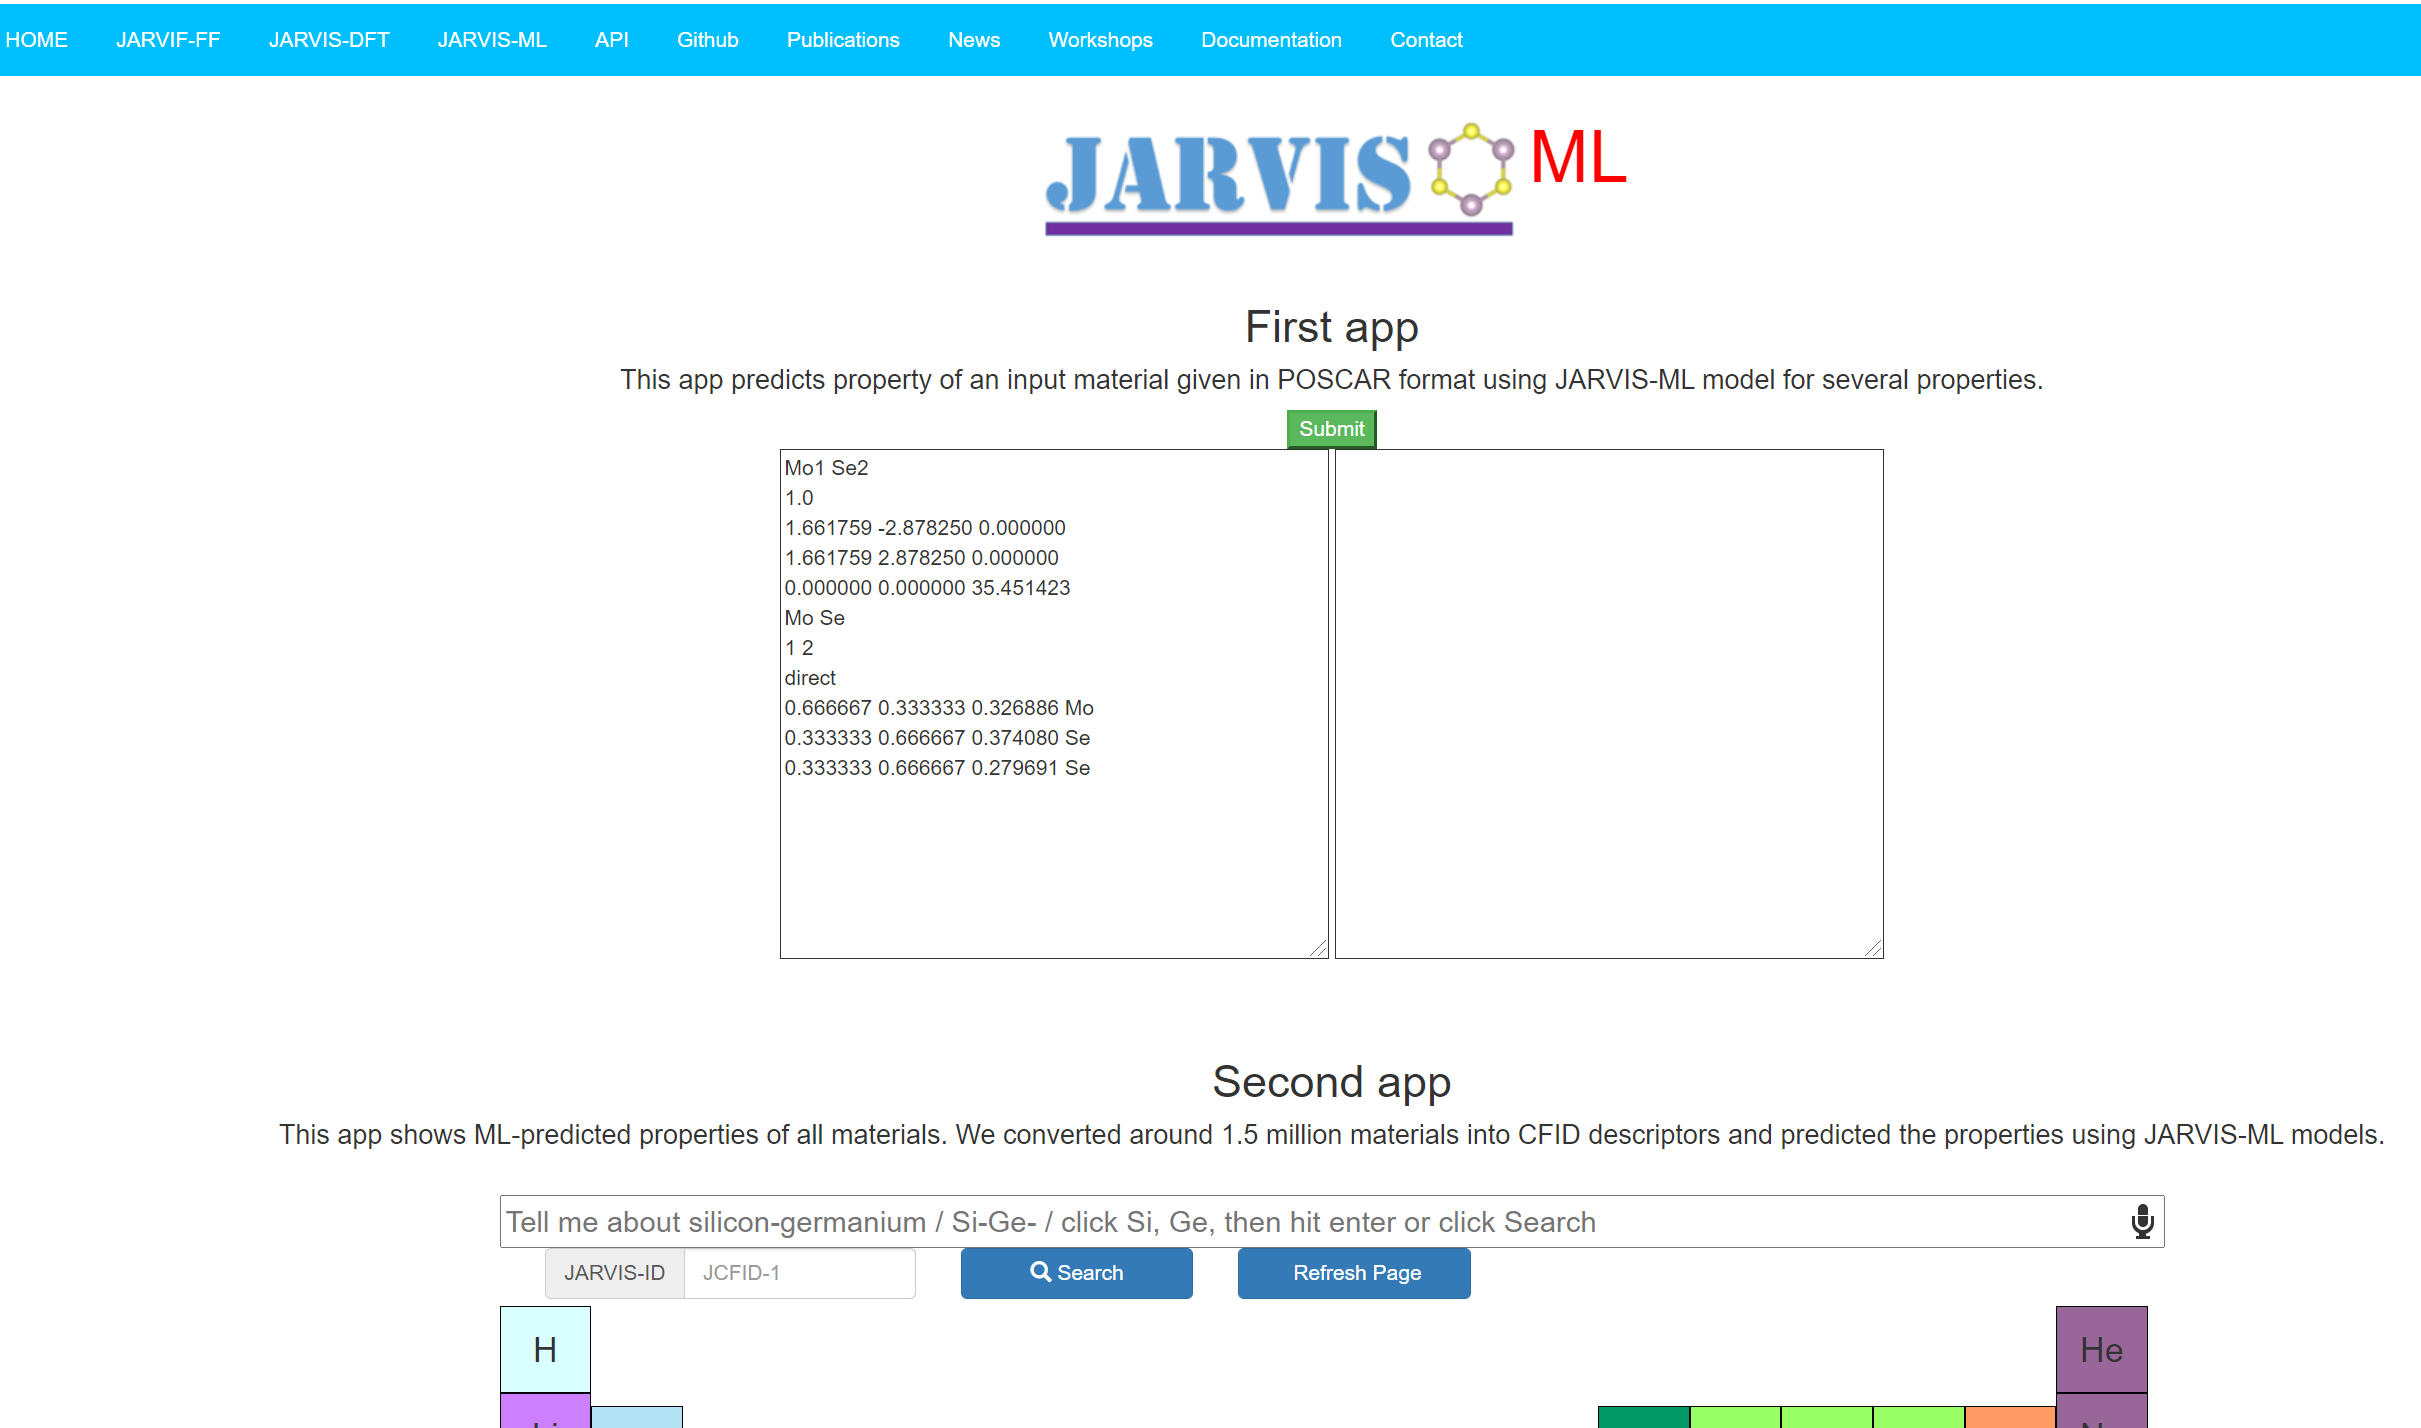 HOME JARVIF-FF JARVIS-DFT JARVIS-ML API Github Publications News Workshops Documentation Contact
JARVIS ML
First app
This app predicts property of an input material given in POSCAR format using JARVIS-ML model for several properties.
Submit
Mo1 Se2
1.0
1.661759 -2.878250 0.000000
1.661759 2.878250 0.000000
0.000000 0.000000 35.451423
Mo Se
1 2
direct
0.666667 0.333333 0.326886 Mo
0.333333 0.666667 0.374080 Se
0.333333 0.666667 0.279691 Se
Second app
This app shows ML-predicted properties of all materials. We converted around 1.5 million materials into CFID descriptors and predicted the properties using JARVIS-ML models.
Tell me about silicon-germanium / Si-Ge- / click Si, Ge, then hit enter or click Search
JARVIS-ID JCFID-1 Search Refresh Page
H He